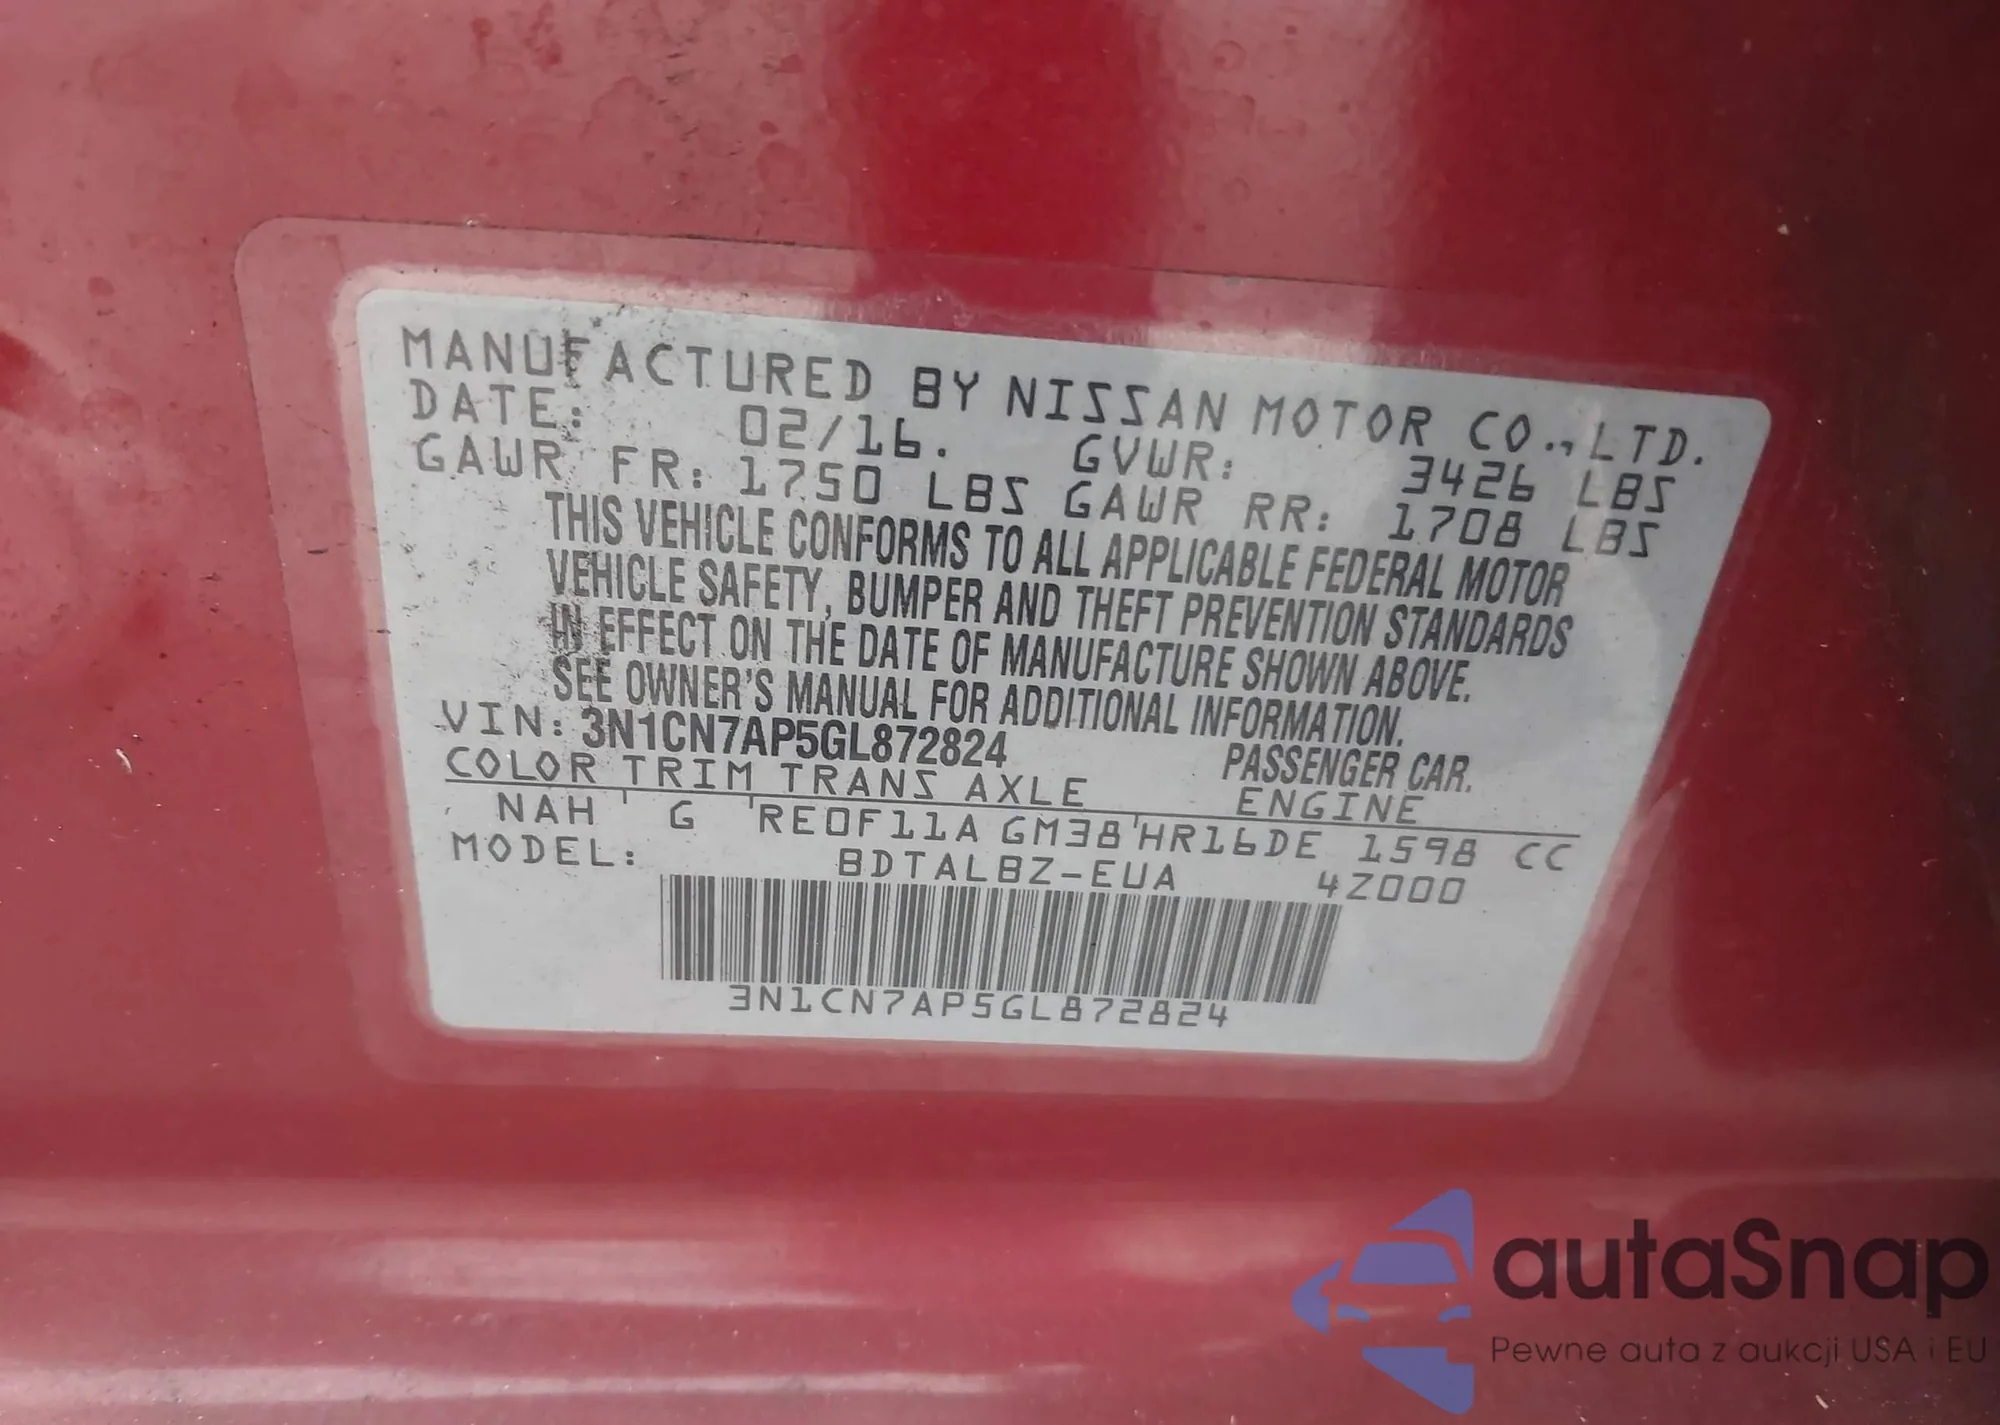 MANUFACTURED BY NISSAN MOTOR CO., LTD.
DATE: 02/16. GVWR: 3426 LBS
GAWR FR: 1750 LBS GAWR RR: 1708 LBS
THIS VEHICLE CONFORMS TO ALL APPLICABLE FEDERAL MOTOR
VEHICLE SAFETY, BUMPER AND THEFT PREVENTION STANDARDS
IN EFFECT ON THE DATE OF MANUFACTURE SHOWN ABOVE.
SEE OWNER'S MANUAL FOR ADDITIONAL INFORMATION.
VIN: 3N1CN7AP5GL872824 PASSENGER CAR.
COLOR TRIM TRANS AXLE ENGINE
NAH G RE0F11A GM38 HR16DE 1598 CC
MODEL: BDTALBZ-EUA 4Z000
3N1CN7AP5GL872824
autaSnap
Pewne auta z aukcji USA i EU